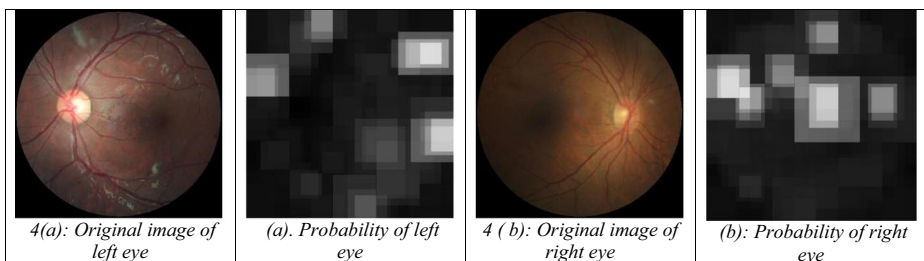 4(a): Original image of
left eye
(a). Probability of left
eye
4 ( b): Original image of
right eye
(b): Probability of right
eye